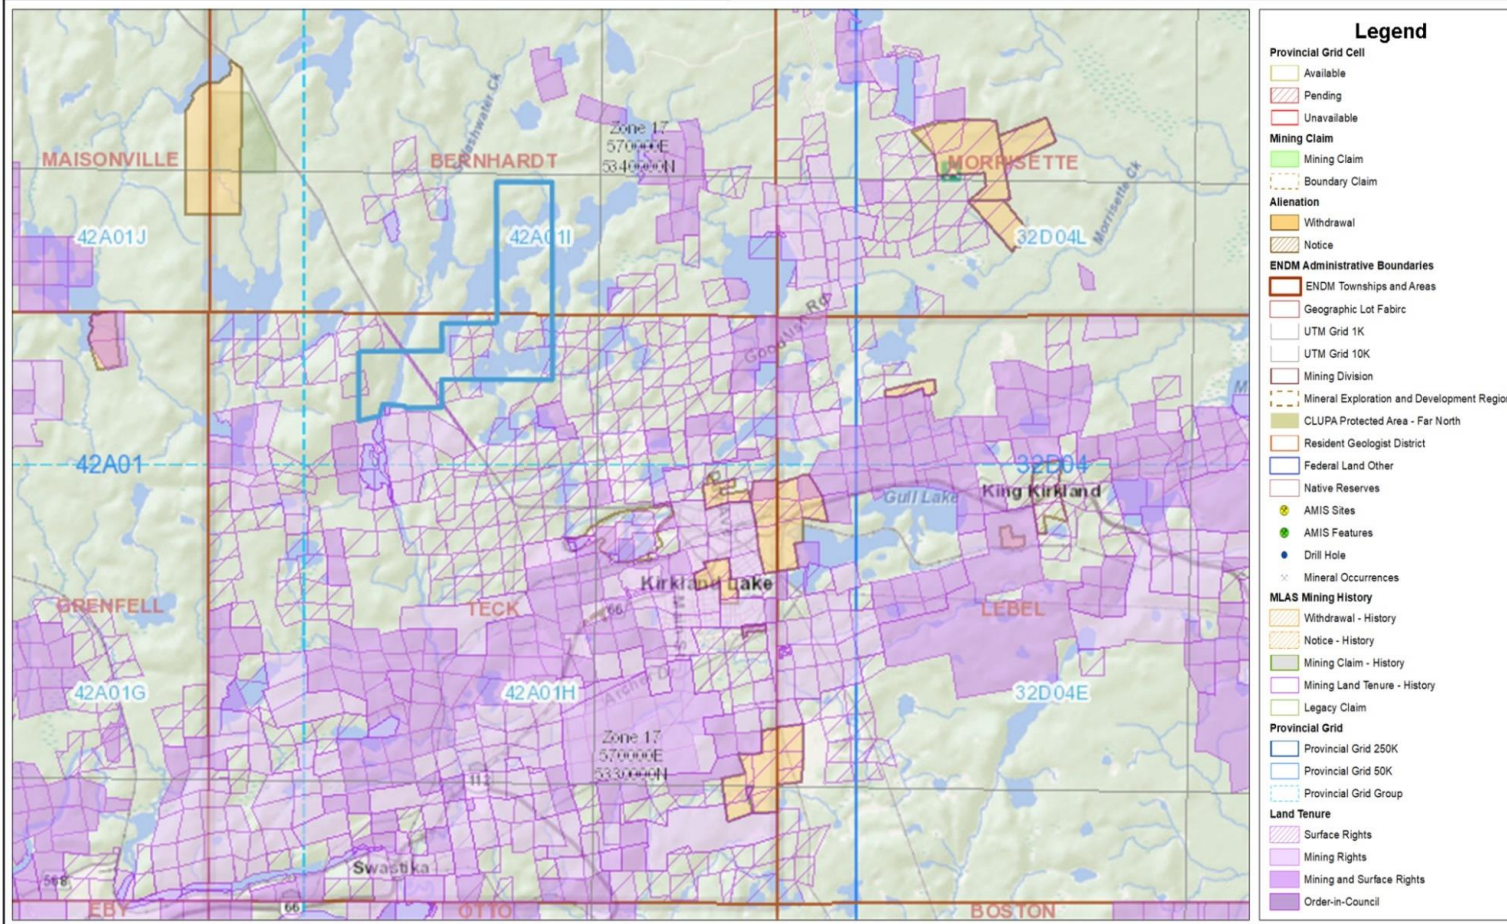 Splashwater Ck
Zone 17
570000E
5340000N
MAISONVILLE
BERNHARDT
MORRISETTE
Morrisette Ck
42A01J
42A01I
32D04L
Goodfish Rd
42A01
32D04
Gull Lake
King Kirkland
Kirkland Lake
GRENFELL
TECK
66
LEBEL
42A01G
42A01H
Archer Dr
32D04E
Zone 17
570000E
5330000N
112
Swastika
568
EBY
66
OTTO
BOSTON
Legend
Provincial Grid Cell
Available
Pending
Unavailable
Mining Claim
Mining Claim
Boundary Claim
Alienation
Withdrawal
Notice
ENDM Administrative Boundaries
ENDM Townships and Areas
Geographic Lot Fabirc
UTM Grid 1K
UTM Grid 10K
Mining Division
Mineral Exploration and Development Region
CLUPA Protected Area - Far North
Resident Geologist District
Federal Land Other
Native Reserves
AMIS Sites
AMIS Features
Drill Hole
Mineral Occurrences
MLAS Mining History
Withdrawal - History
Notice - History
Mining Claim - History
Mining Land Tenure - History
Legacy Claim
Provincial Grid
Provincial Grid 250K
Provincial Grid 50K
Provincial Grid Group
Land Tenure
Surface Rights
Mining Rights
Mining and Surface Rights
Order-in-Council